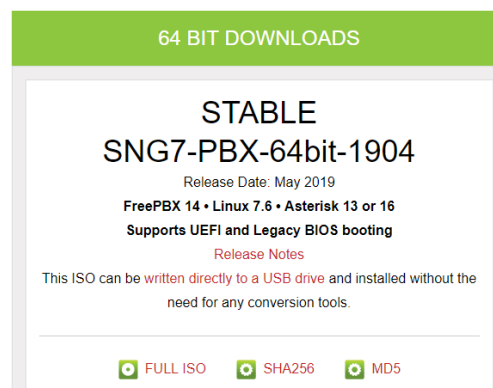 64 BIT DOWNLOADS
STABLE
SNG7-PBX-64bit-1904
Release Date: May 2019
FreePBX 14 • Linux 7.6 • Asterisk 13 or 16
Supports UEFI and Legacy BIOS booting
Release Notes
This ISO can be written directly to a USB drive and installed without the
need for any conversion tools.
FULL ISO SHA256 MD5